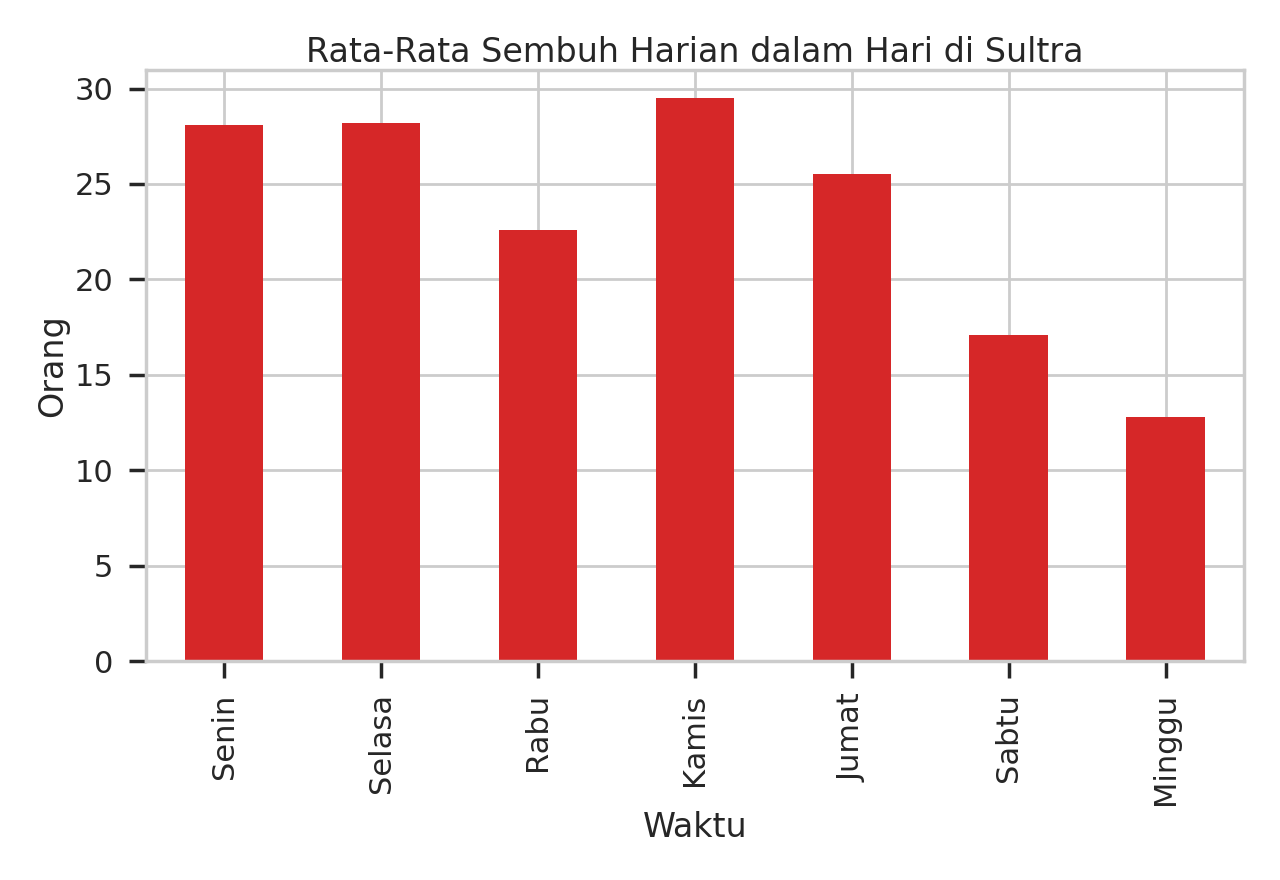 Rata-Rata Sembuh Harian dalam Hari di Sultra
30
25
20
15
10
5
0
Orang
Senin
Selasa
Rabu
Kamis
Jumat
Sabtu
Minggu
Waktu